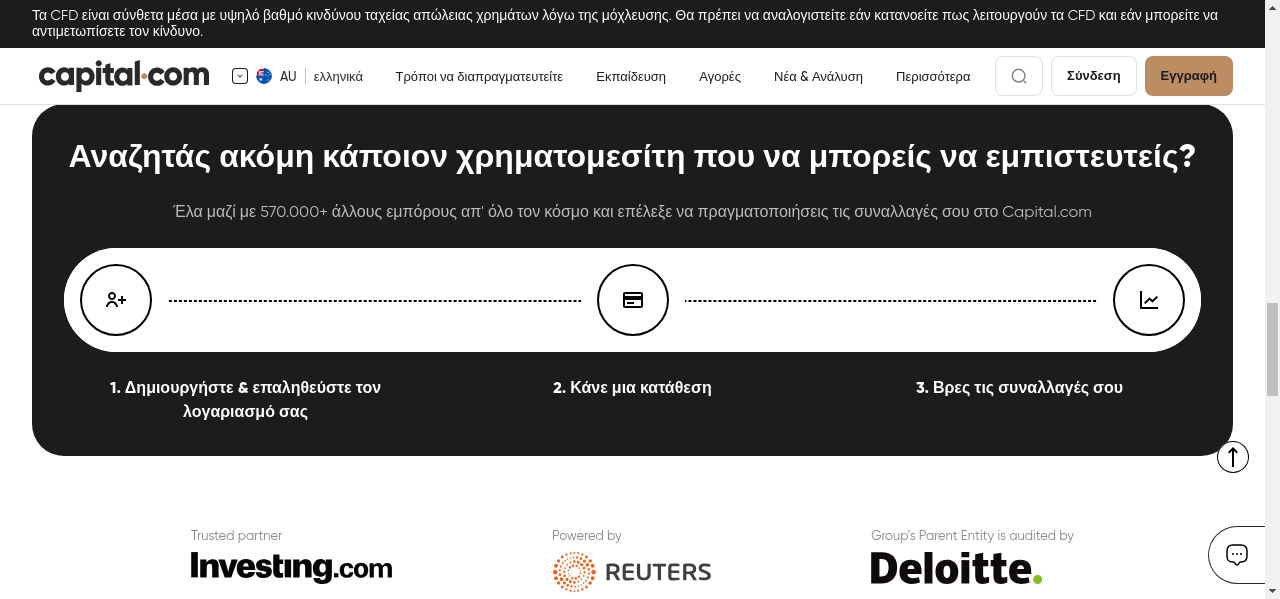 Τα CFD είναι σύνθετα μέσα με υψηλό βαθμό κινδύνου ταχείας απώλειας χρημάτων λόγω της μόχλευσης. Θα πρέπει να αναλογιστείτε εάν κατανοείτε πως λειτουργούν τα CFD και εάν μπορείτε να
αντιμετωπίσετε τον κίνδυνο.
capital.com AU ελληνικά Τρόποι να διαπραγματευτείτε Εκπαίδευση Αγορές Νέα & Ανάλυση Περισσότερα Σύνδεση Εγγραφή
Αναζητάς ακόμη κάποιον χρηματομεσίτη που να μπορείς να εμπιστευτείς?
Έλα μαζί με 570.000+ άλλους εμπόρους απ' όλο τον κόσμο και επέλεξε να πραγματοποιήσεις τις συναλλαγές σου στο Capital.com
1. Δημιουργήστε & επαληθεύστε τον
λογαριασμό σας
2. Κάνε μια κατάθεση
3. Βρες τις συναλλαγές σου
Trusted partner
Investing.com
Powered by
REUTERS
Group's Parent Entity is audited by
Deloitte.